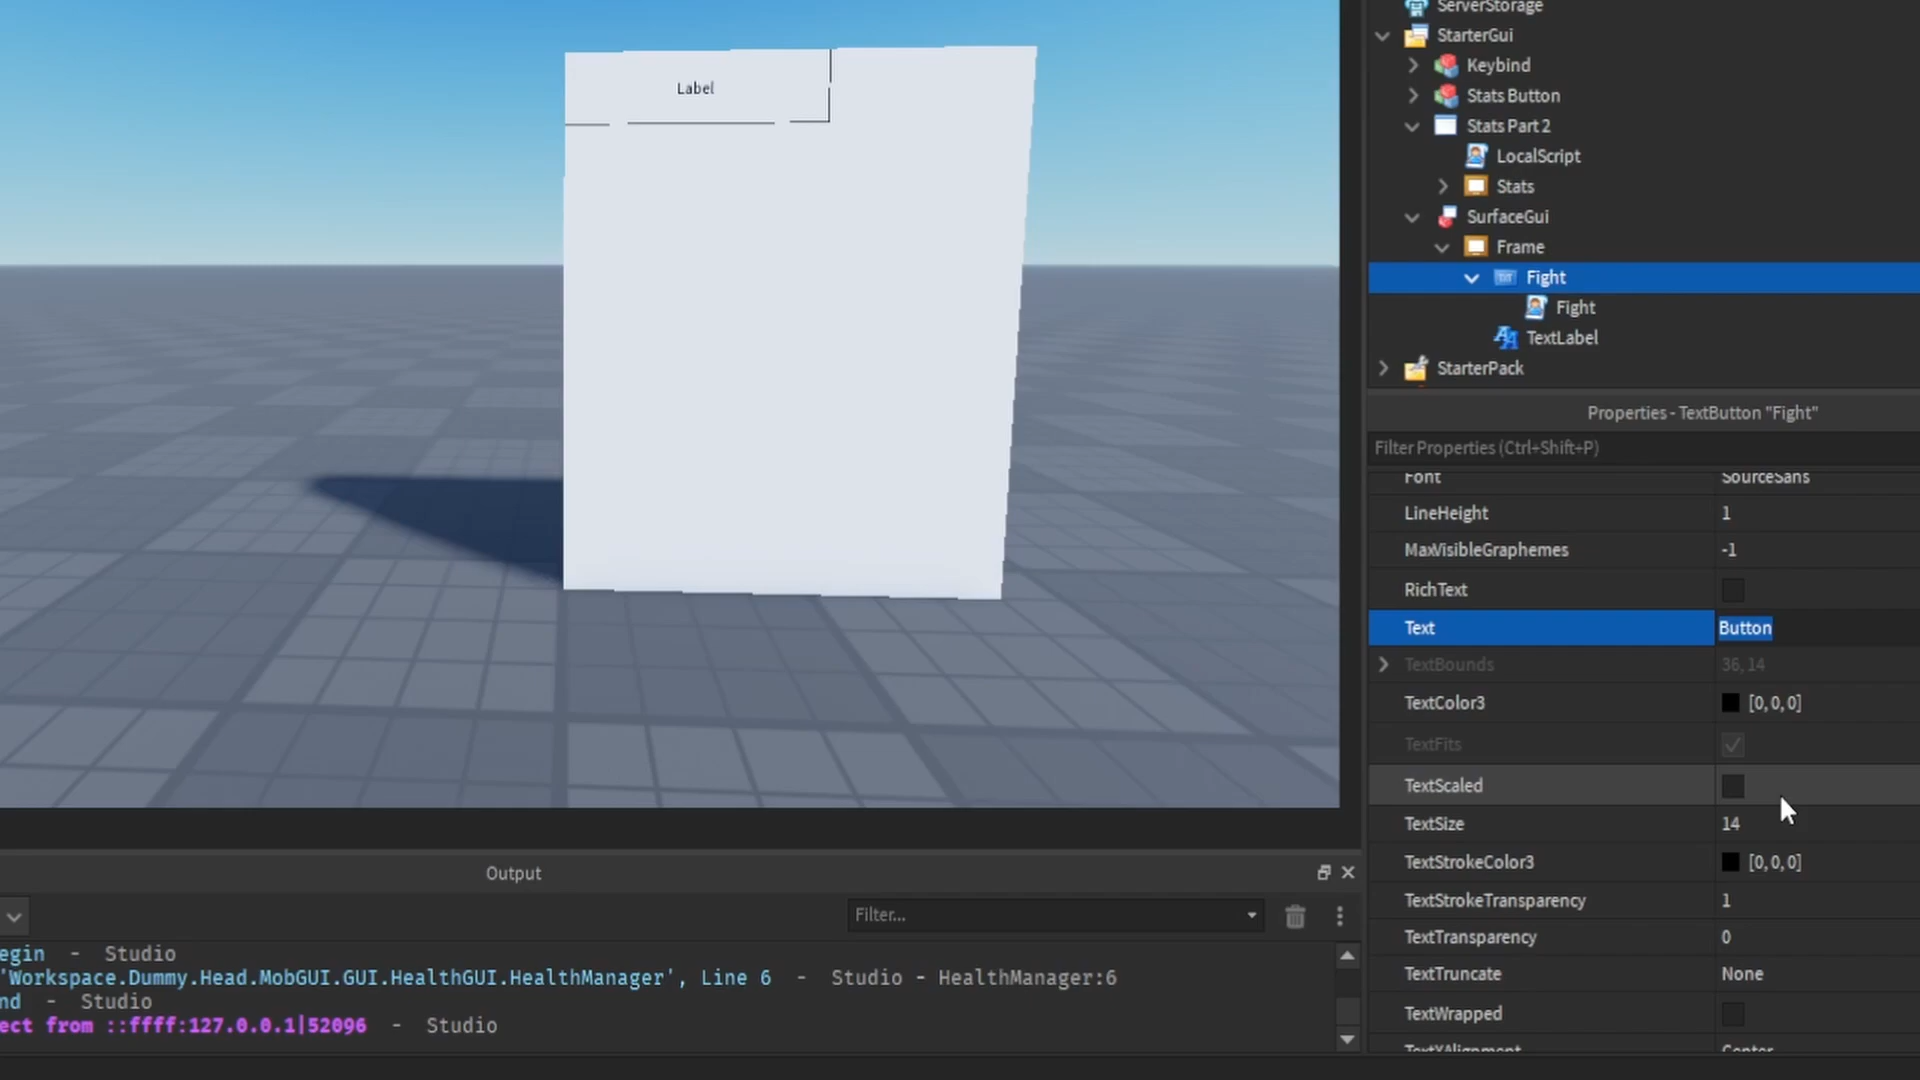 Label
ServerStorage
StarterGui
Keybind
Stats Button
Stats Part 2
LocalScript
Stats
SurfaceGui
Frame
Fight
Fight
TextLabel
StarterPack
Properties - TextButton "Fight"
Filter Properties (Ctrl+Shift+P)
Font SourceSans
LineHeight 1
MaxVisibleGraphemes -1
RichText
Text Button
TextBounds 36, 14
TextColor3 [0, 0, 0]
TextFits
TextScaled
TextSize 14
TextStrokeColor3 [0, 0, 0]
TextStrokeTransparency 1
TextTransparency 0
TextTruncate None
TextWrapped
TextXAlignment Center
Output
Filter...
egin - Studio
'Workspace.Dummy.Head.MobGUI.GUI.HealthGUI.HealthManager', Line 6 - Studio - HealthManager:6
nd - Studio
ect from ::ffff:127.0.0.1|52096 - Studio